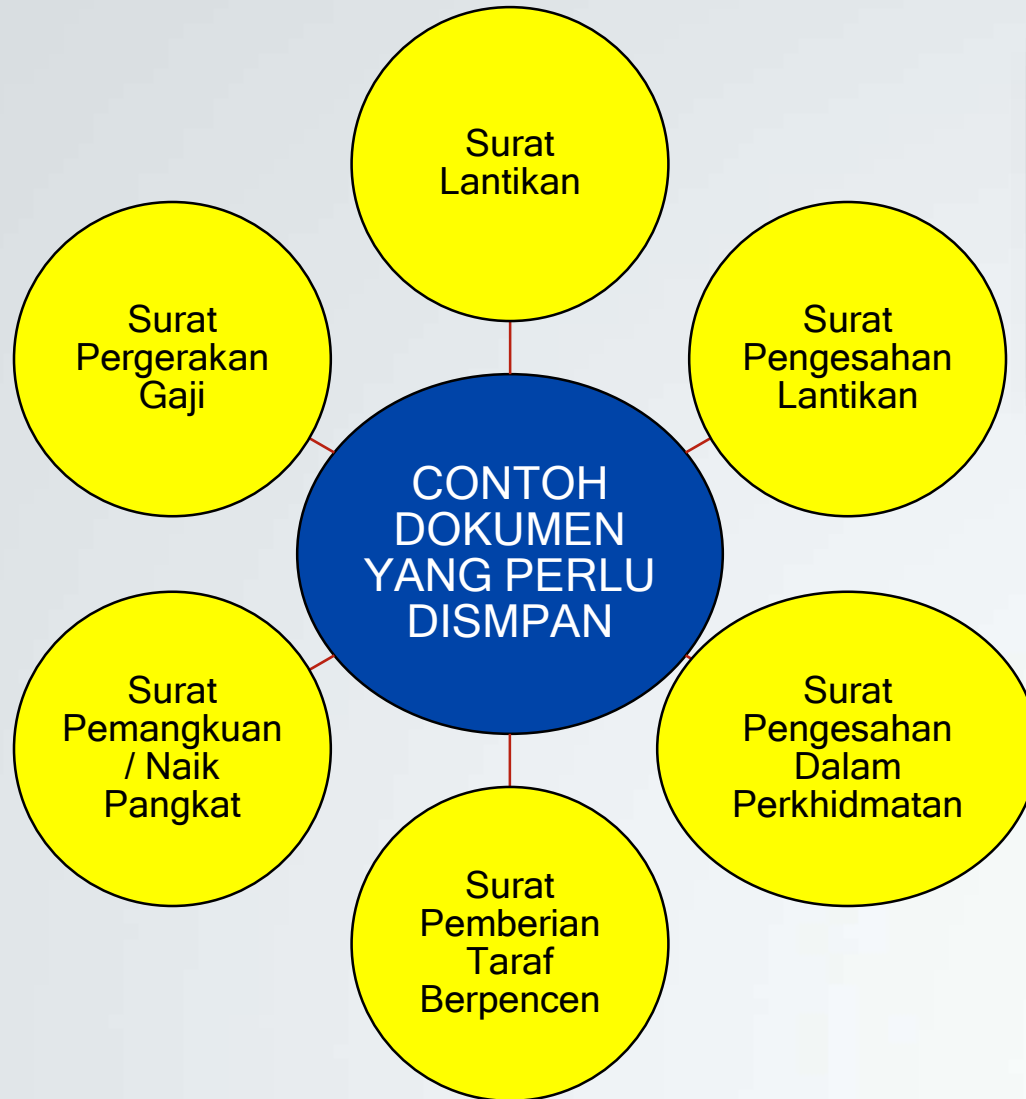 Surat
Lantikan
Surat
Pergerakan
Gaji
Surat
Pengesahan
Lantikan
CONTOH
DOKUMEN
YANG PERLU
DISMPAN
Surat
Pemangkuan
/ Naik
Pangkat
Surat
Pengesahan
Dalam
Perkhidmatan
Surat
Pemberian
Taraf
Berpencen